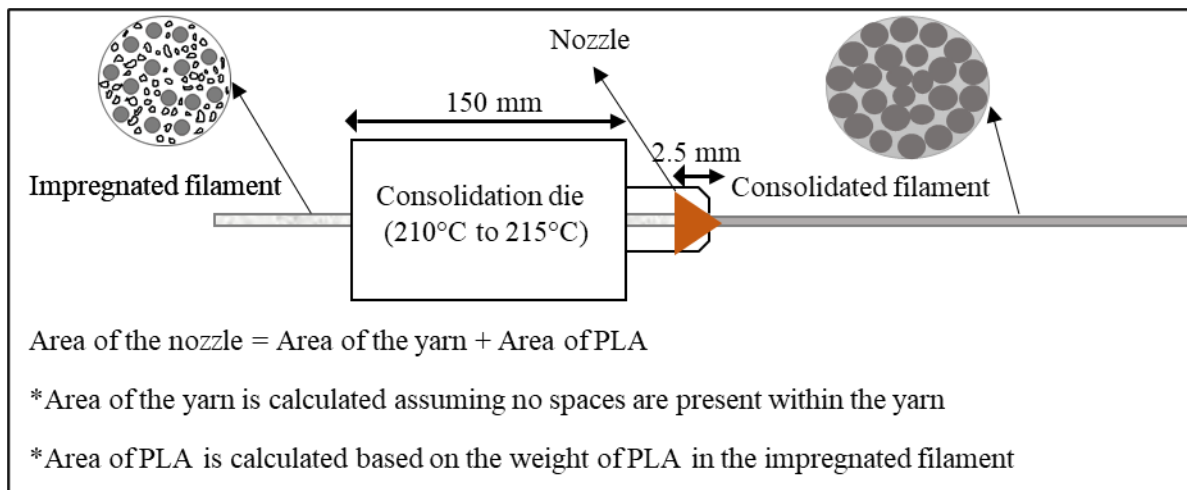 Nozzle
150 mm
2.5 mm
Impregnated filament
Consolidation die
(210°C to 215°C)
Consolidated filament
Area of the nozzle = Area of the yarn + Area of PLA
*Area of the yarn is calculated assuming no spaces are present within the yarn
*Area of PLA is calculated based on the weight of PLA in the impregnated filament